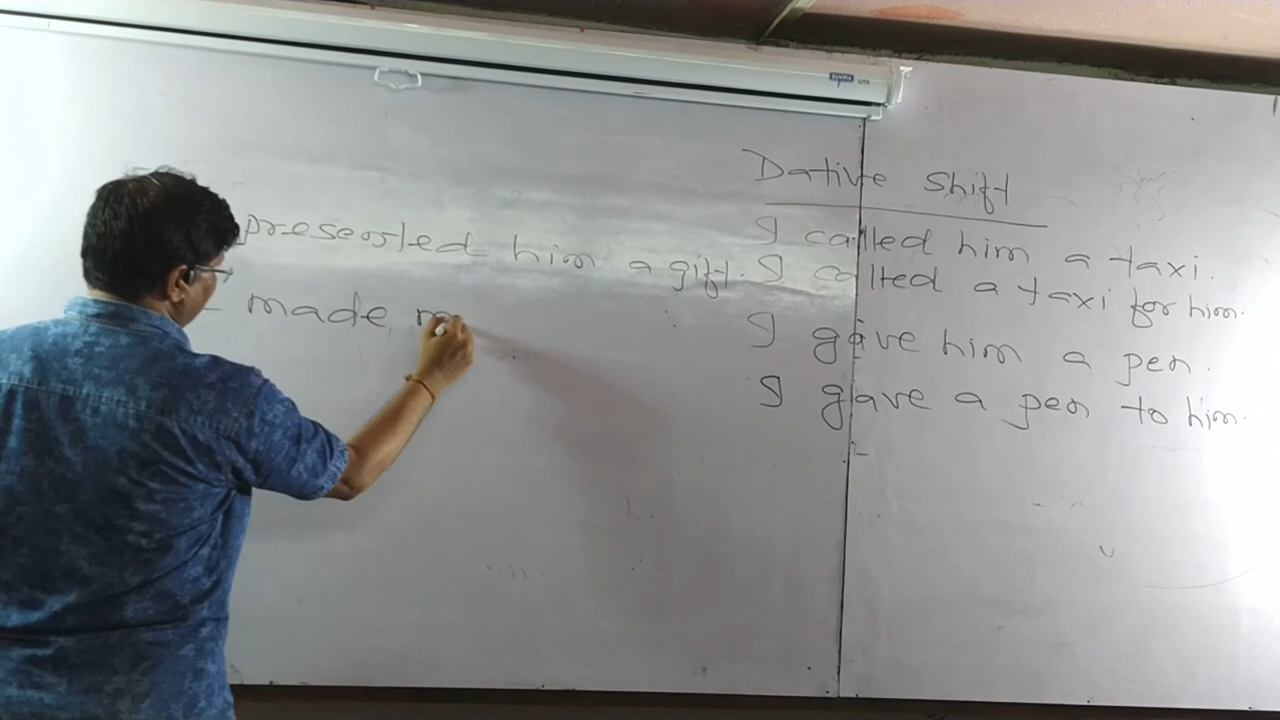 presented him a gift.
made
Dative Shift
I called him a taxi.
I called a taxi for him.
I gave him a pen.
I gave a pen to him.